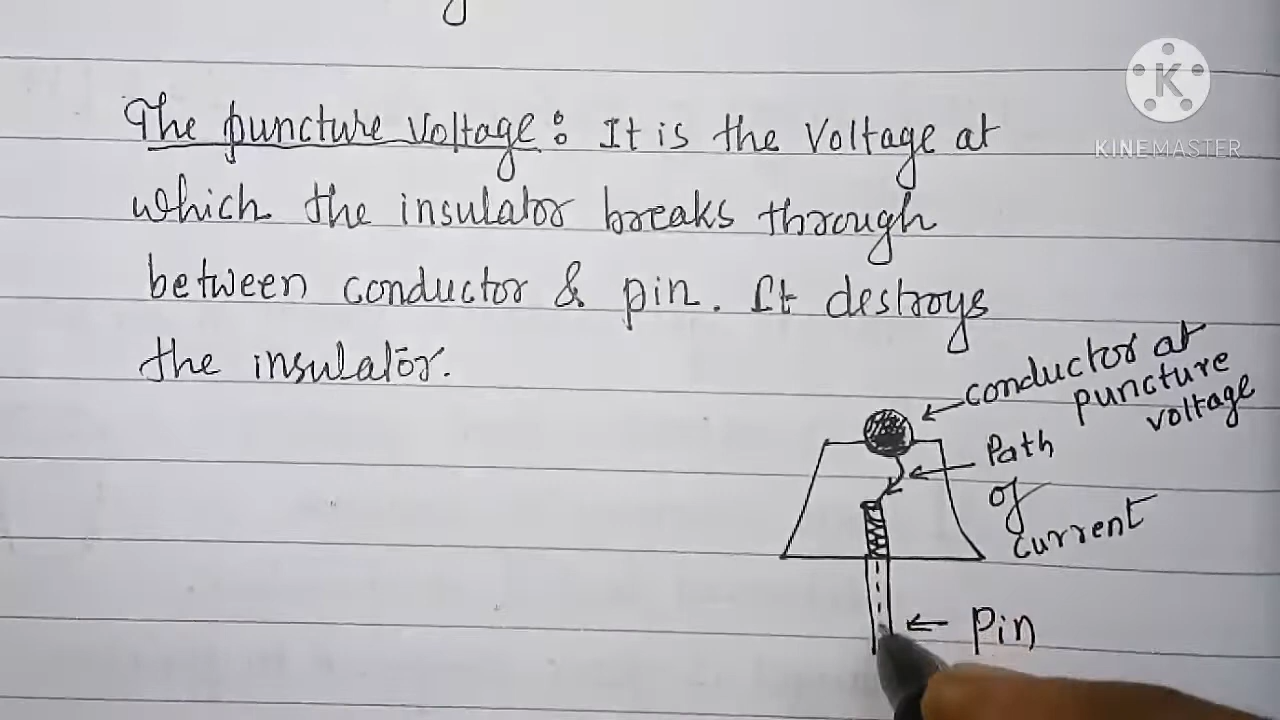 The puncture Voltage: It is the Voltage at
which the insulator breaks through
between conductor & pin. It destroys
the insulator.
conductor at
puncture
voltage
Path
of
current
Pin
K
KINEMASTER